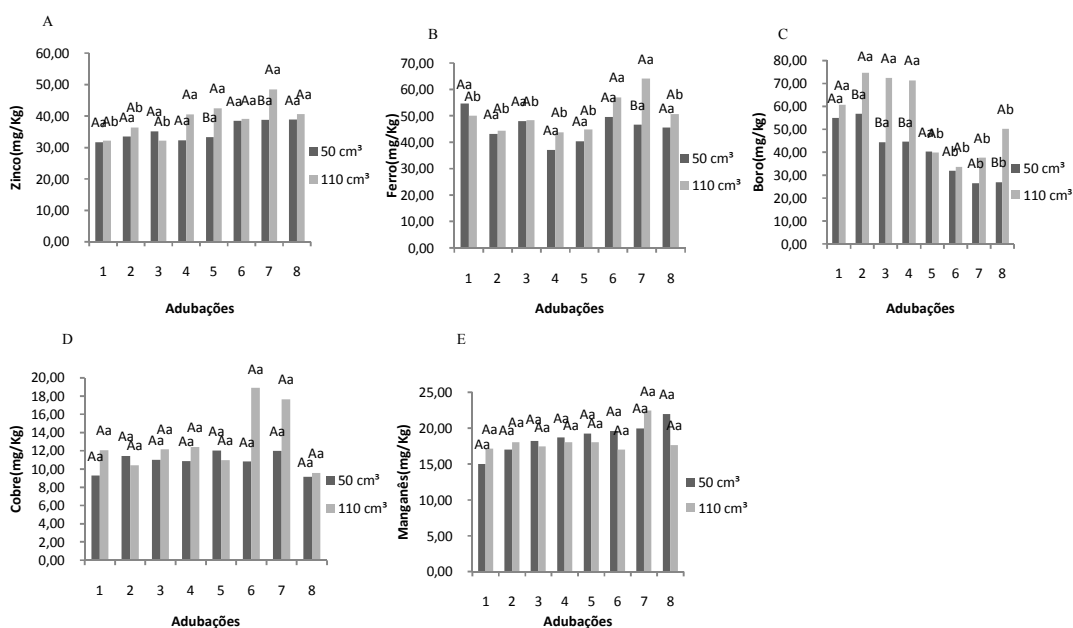 A
60,00
50,00
40,00
30,00
20,00
10,00
0,00
Zinco(mg/Kg)
Aa Ab Aa Ab Aa Ab Aa Aa Ba Aa Aa Aa Ba Aa Aa Aa
1 2 3 4 5 6 7 8
Adubações
50 cm³
110 cm³
B
70,00
60,00
50,00
40,00
30,00
20,00
10,00
0,00
Ferro(mg/Kg)
Aa Ab Aa Ab Aa Ab Aa Ab Aa Ab Aa Aa Ba Aa Aa Ab
1 2 3 4 5 6 7 8
Adubações
50 cm³
110 cm³
C
80,00
70,00
60,00
50,00
40,00
30,00
20,00
10,00
0,00
Boro(mg/kg)
Aa Aa Ba Aa Ba Aa Ba Aa Aa Ab Ab Ab Ab Ab Bb Ab
1 2 3 4 5 6 7 8
Adubações
50 cm³
110 cm³
D
20,00
18,00
16,00
14,00
12,00
10,00
8,00
6,00
4,00
2,00
0,00
Cobre(mg/Kg)
Aa Aa Aa Aa Aa Aa Aa Aa Aa Aa Aa Aa Aa Aa Aa Aa
1 2 3 4 5 6 7 8
Adubações
50 cm³
110 cm³
E
25,00
20,00
15,00
10,00
5,00
0,00
Manganês(mg/Kg)
Aa Aa Aa Aa Aa Aa Aa Aa Aa Aa Aa Aa Aa Aa Aa Aa
1 2 3 4 5 6 7 8
Adubações
50 cm³
110 cm³